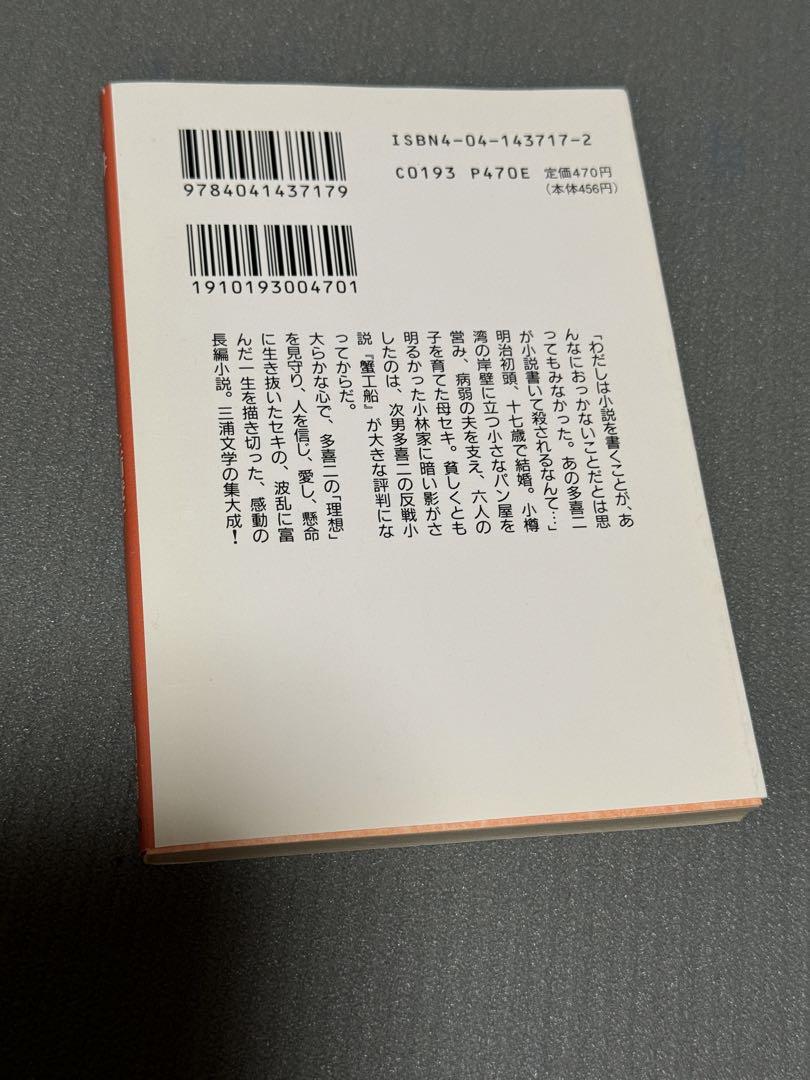 ISBN4-04-143717-2
C0193 P470E 定価470円
(本体456円)
9784041437179
1910193004701
「わだしは小説を書くことが、あ
んなにおっかないことだとは思
ってもみなかった。あの多喜二
が小説書いて殺されるなんて…」
明治初頭、十七歳で結婚。小樽
湾の岸壁に立つ小さなパン屋を
営み、病弱の夫を支え、六人の
子を育てた母セキ。貧しくとも
明るかった小林家に暗い影がさ
したのは、次男多喜二の反戦小
説『蟹工船』が大きな評判にな
ってからだ。
大らかな心で、多喜二の「理想」
を見守り、人を信じ、愛し、懸命
に生き抜いたセキの、波乱に富
んだ一生を描き切った、感動の
長編小説。三浦文学の集大成！